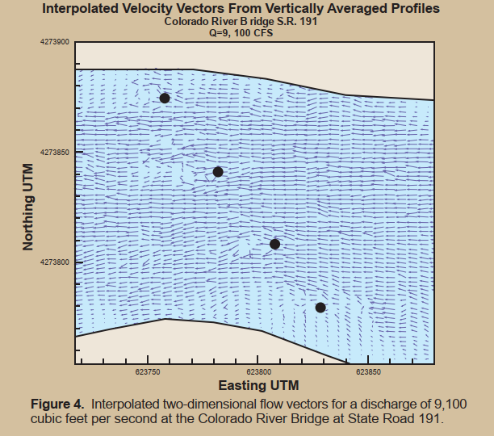 Interpolated Velocity Vectors From Vertically Averaged Profiles
Colorado River B ridge S.R. 191
Q=9, 100 CFS
4273900
4273850
4273800
Northing UTM
623750 623800 623850
Easting UTM
Figure 4. Interpolated two-dimensional flow vectors for a discharge of 9,100
cubic feet per second at the Colorado River Bridge at State Road 191.